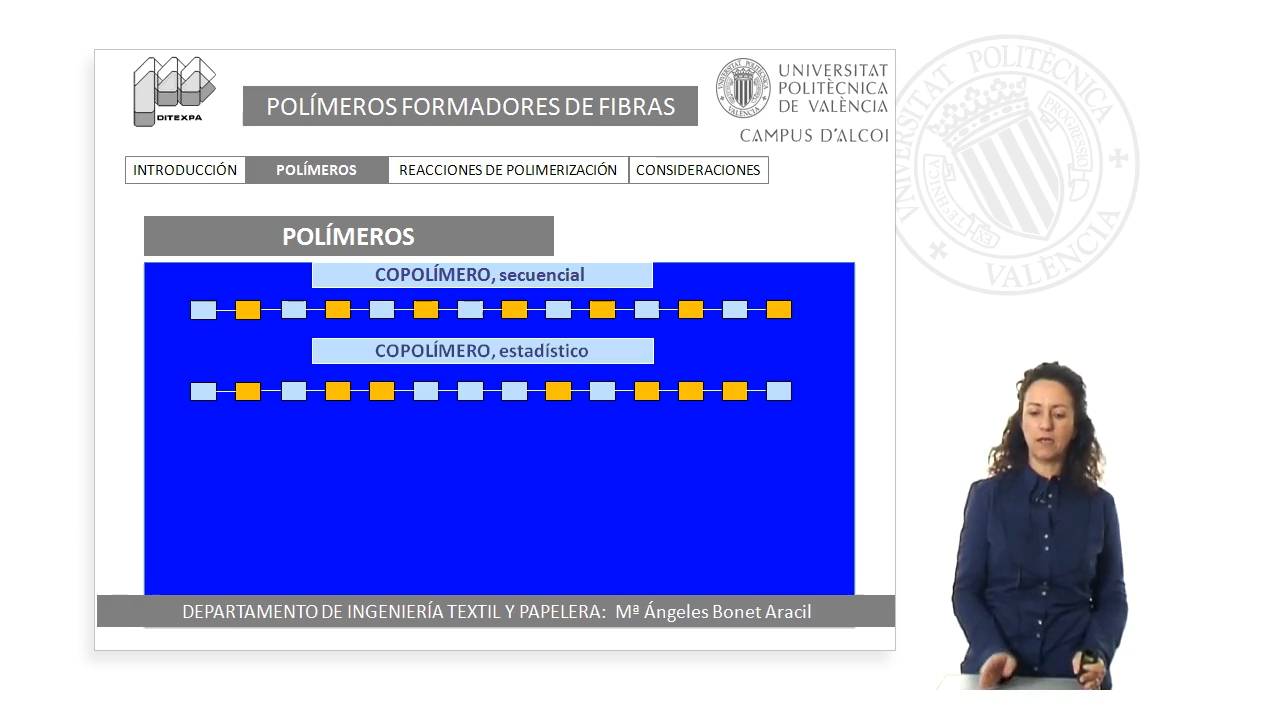 DITEXPA
POLÍMEROS FORMADORES DE FIBRAS
UNIVERSITAT
POLITÈCNICA
DE VALÈNCIA
CAMPUS D'ALCOI
INTRODUCCIÓN
POLÍMEROS
REACCIONES DE POLIMERIZACIÓN
CONSIDERACIONES
POLÍMEROS
COPOLÍMERO, secuencial
COPOLÍMERO, estadístico
DEPARTAMENTO DE INGENIERÍA TEXTIL Y PAPELERA: Mª Ángeles Bonet Aracil